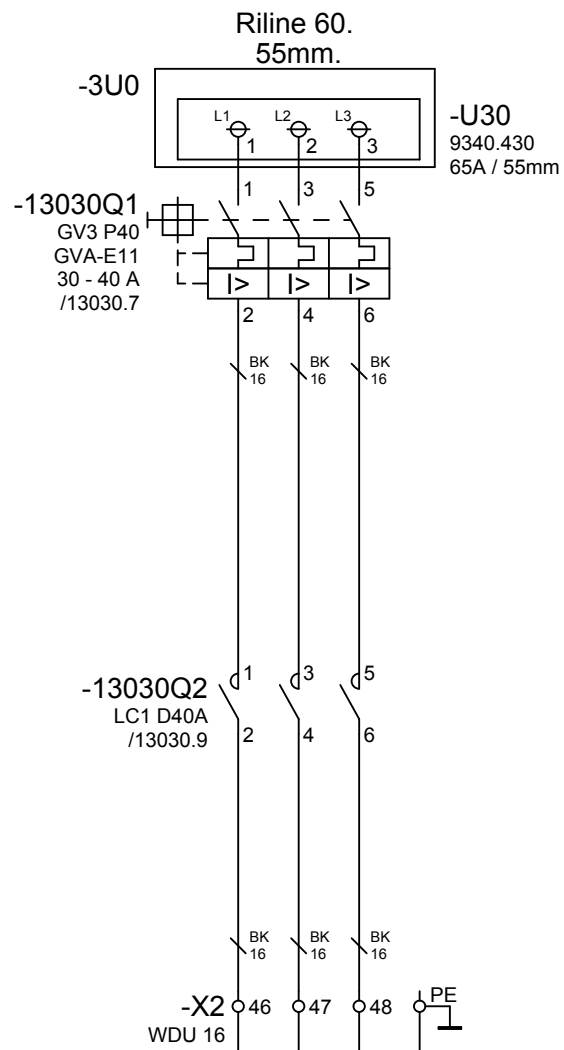 Riline 60.
55mm.
-3U0
-U30
9340.430
65A / 55mm
L1 L2 L3
1 2 3
-13030Q1
GV3 P40
GVA-E11
30 - 40 A
/13030.7
1 3 5
I> I> I>
2 4 6
BK BK BK
16 16 16
-13030Q2
LC1 D40A
/13030.9
1 3 5
2 4 6
BK BK BK
16 16 16
-X2 46 47 48 PE
WDU 16